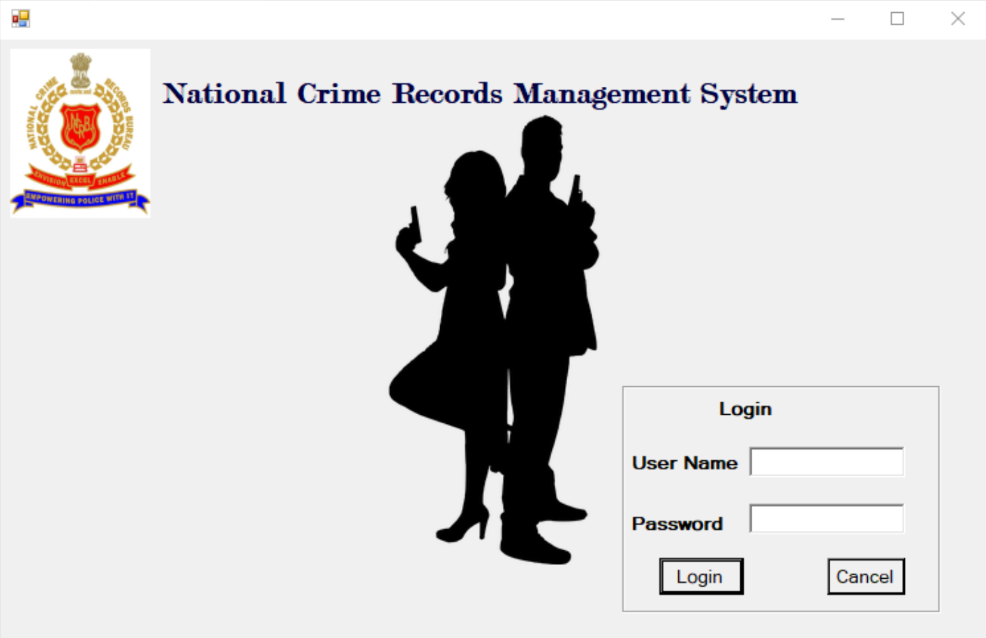 National Crime Records Management System
NATIONAL CRIME RECORDS BUREAU
NCRB
ENVISION EXCEL ENABLE
EMPOWERING POLICE WITH IT
Login
User Name
Password
Login Cancel